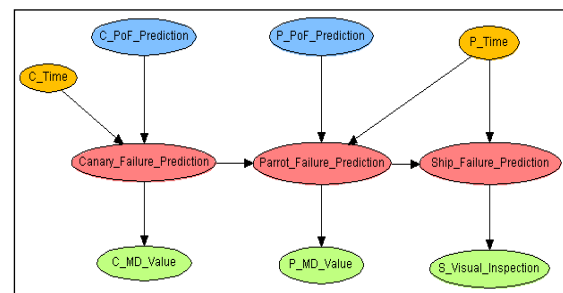 C_PoF_Prediction
P_PoF_Prediction
P_Time
C_Time
Canary_Failure_Prediction
Parrot_Failure_Prediction
Ship_Failure_Prediction
C_MD_Value
P_MD_Value
S_Visual_Inspection